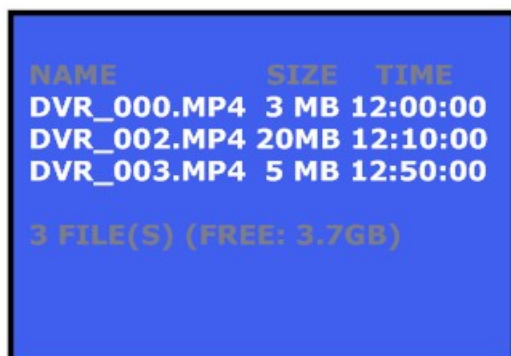 NAME SIZE TIME
DVR_000.MP4 3 MB 12:00:00
DVR_002.MP4 20MB 12:10:00
DVR_003.MP4 5 MB 12:50:00
3 FILE(S) (FREE: 3.7GB)